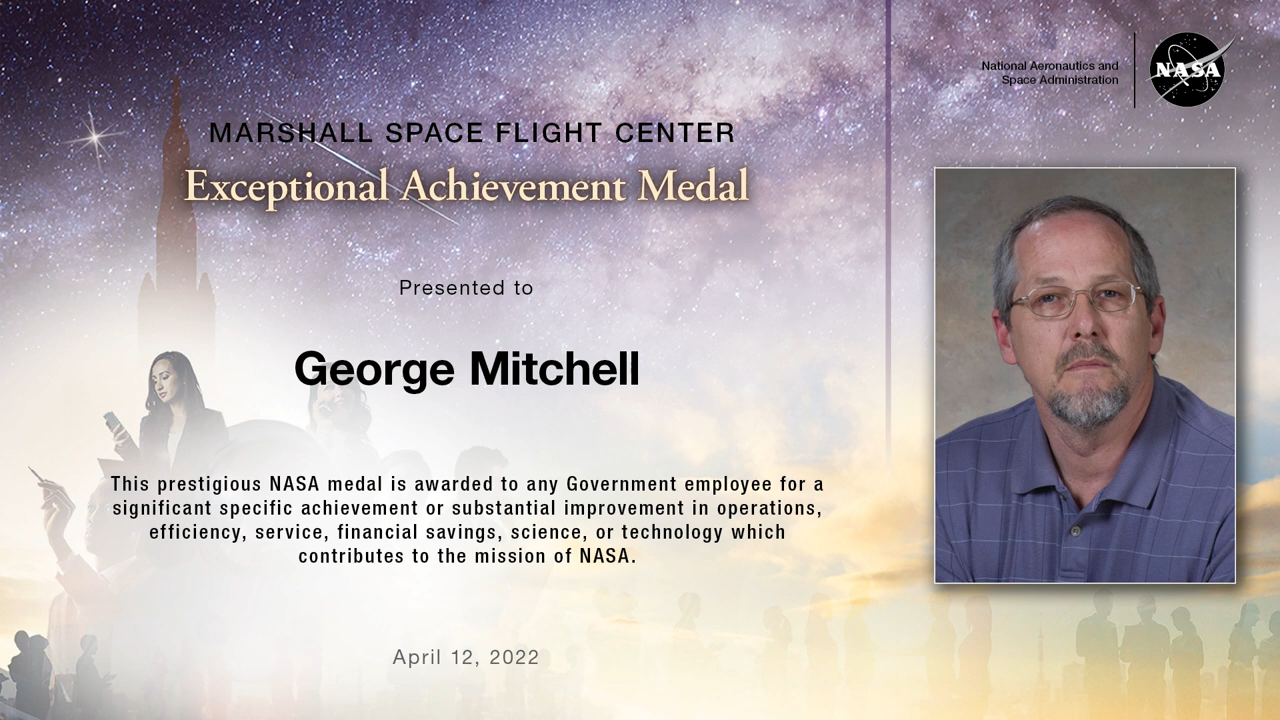 National Aeronautics and
Space Administration
NASA
MARSHALL SPACE FLIGHT CENTER
Exceptional Achievement Medal
Presented to
George Mitchell
This prestigious NASA medal is awarded to any Government employee for a
significant specific achievement or substantial improvement in operations,
efficiency, service, financial savings, science, or technology which
contributes to the mission of NASA.
April 12, 2022